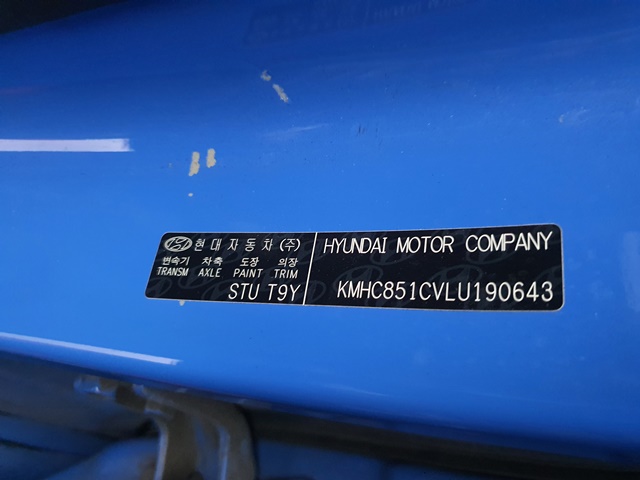 현대자동차(주)
변속기 차축 도장 의장
TRANSM AXLE PAINT TRIM
STU T9Y
HYUNDAI MOTOR COMPANY
KMHC851CVLU190643